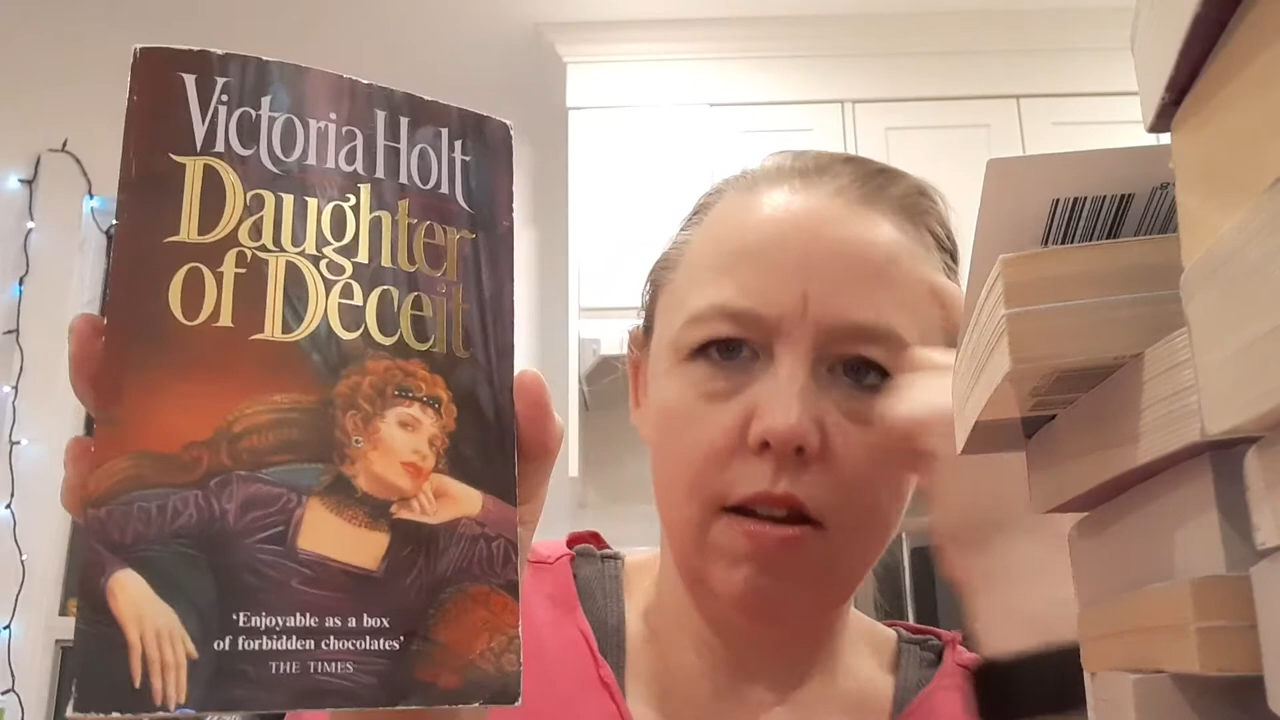 Victoria Holt
Daughter
of Deceit
‘Enjoyable as a box
of forbidden chocolates’
THE TIMES